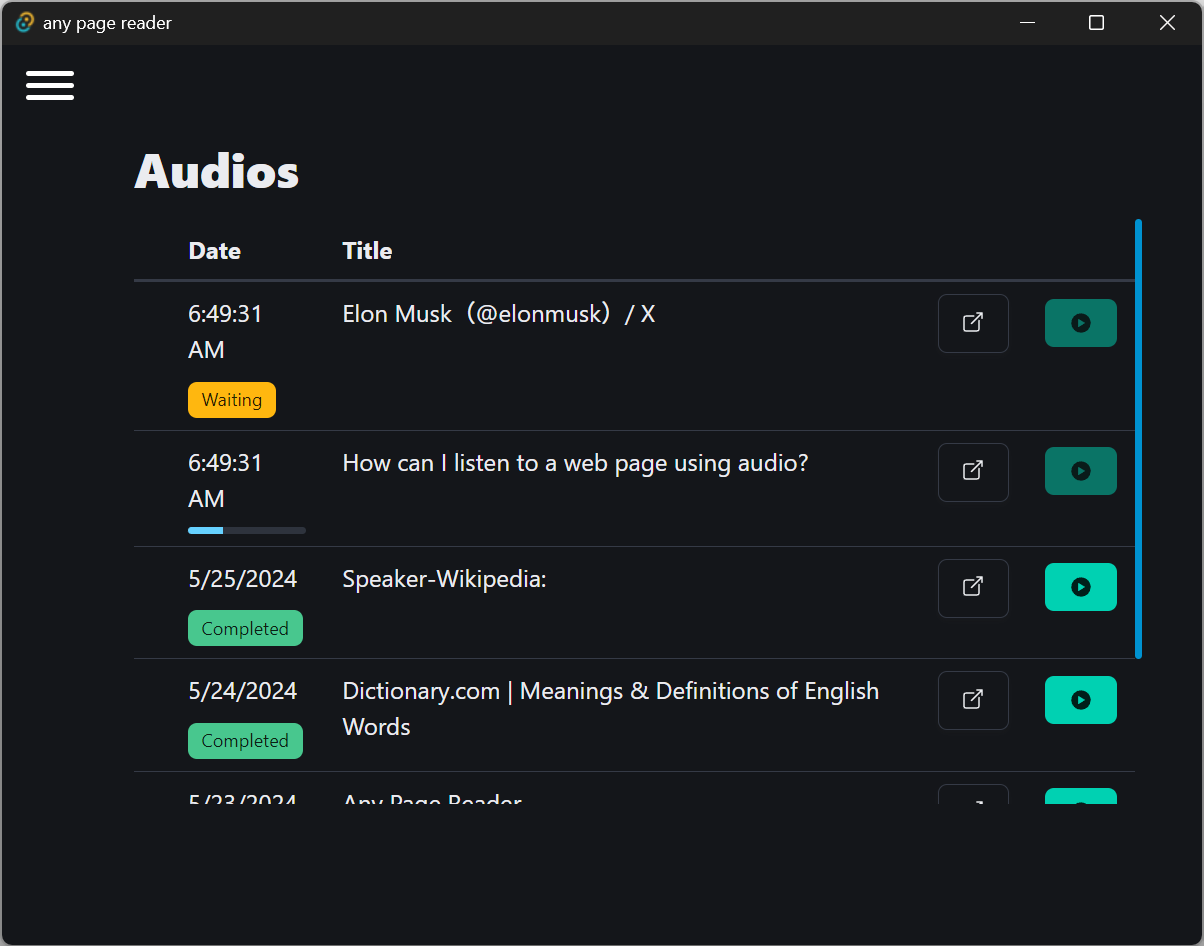 any page reader
Audios
Date Title
6:49:31 Elon Musk（@elonmusk）/ X
AM
Waiting
6:49:31 How can I listen to a web page using audio?
AM
5/25/2024 Speaker-Wikipedia:
Completed
5/24/2024 Dictionary.com | Meanings & Definitions of English
Words
Completed
5/23/2024 Any Page Reader